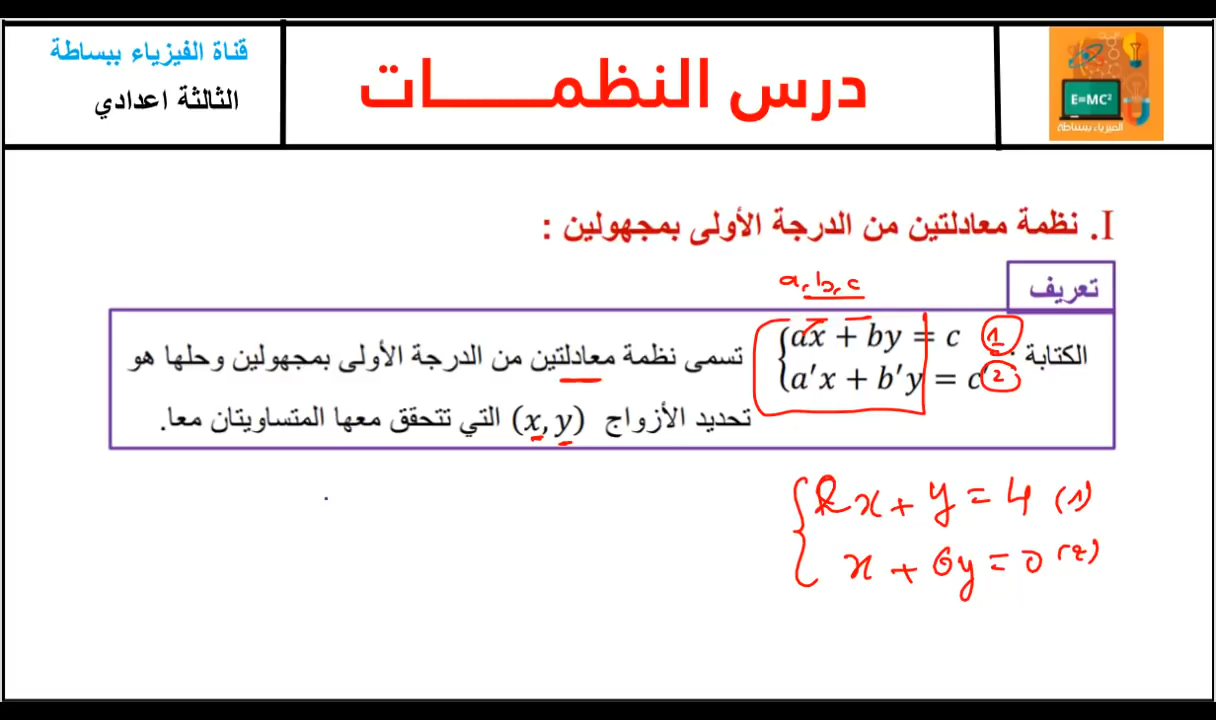 قناة الفيزياء ببساطة
الثالثة اعدادي
درس النظمـــــــات
E=MC²
الفيزياء ببساطة
I. نظمة معادلتين من الدرجة الأولى بمجهولين :
تعريف
a, b, c
الكتابة : { ax + by = c 1
a'x + b'y = c' 2
تسمى نظمة معادلتين من الدرجة الأولى بمجهولين وحلها هو
تحديد الأزواج (x, y) التي تتحقق معها المتساويتان معا.
{ 2x + y = 4 (1)
x + 6y = 0 (2)